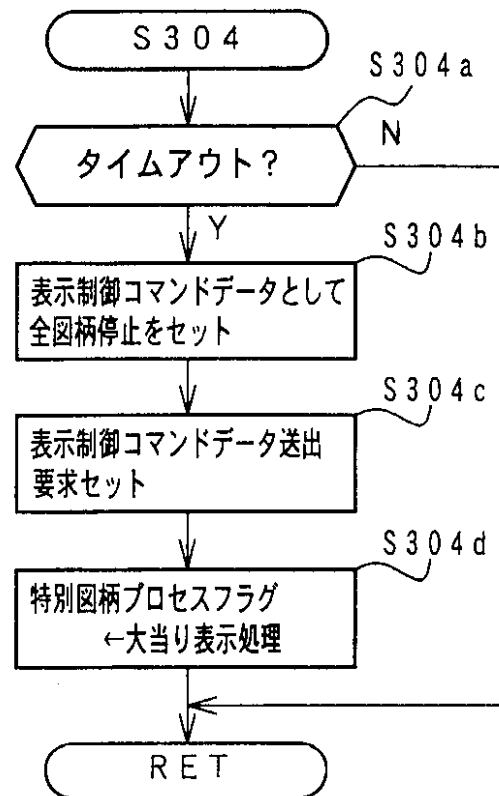 S304
S304a
タイムアウト?
N
Y
S304b
表示制御コマンドデータとして
全図柄停止をセット
S304c
表示制御コマンドデータ送出
要求セット
S304d
特別図柄プロセスフラグ
←大当り表示処理
RET